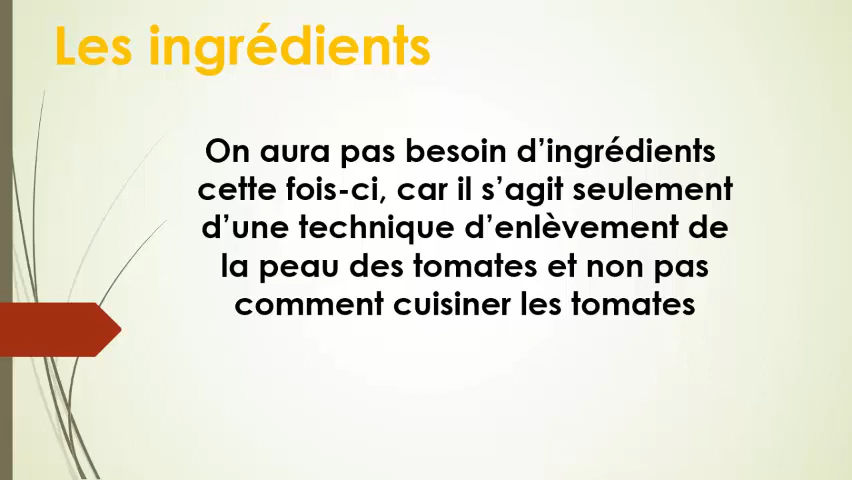 Les ingrédients
On aura pas besoin d’ingrédients
cette fois-ci, car il s’agit seulement
d’une technique d’enlèvement de
la peau des tomates et non pas
comment cuisiner les tomates